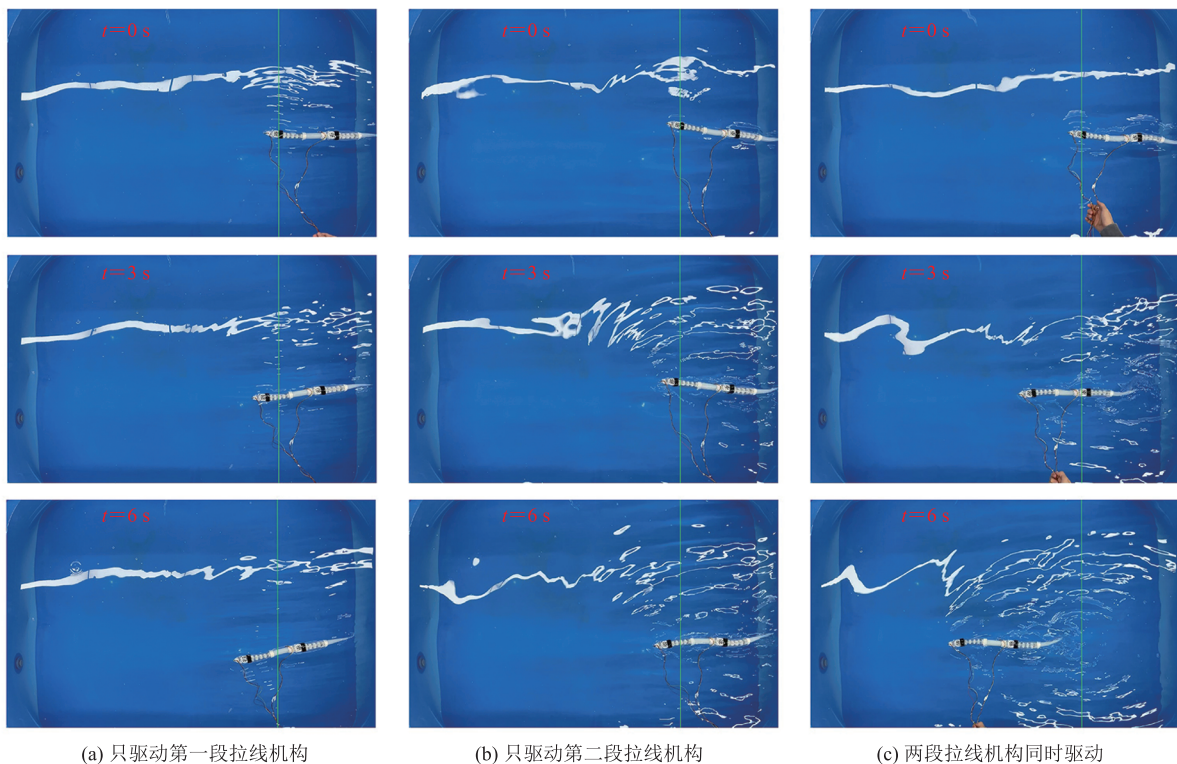 t=0 s
t=0 s
t=0 s
t=3 s
t=3 s
t=3 s
t=6 s
t=6 s
t=6 s
(a) 只驱动第一段拉线机构
(b) 只驱动第二段拉线机构
(c) 两段拉线机构同时驱动